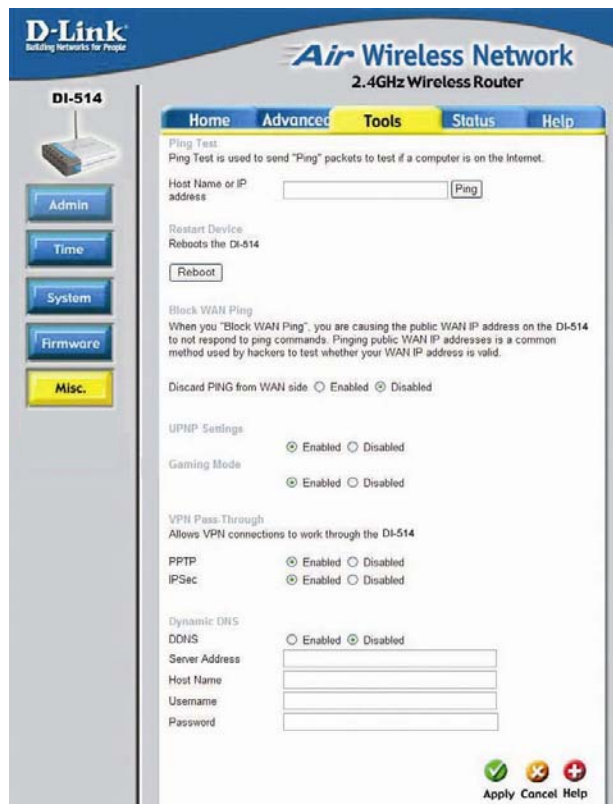 D-Link
Building Networks for People
Air Wireless Network
2.4GHz Wireless Router
DI-514
Home Advanced Tools Status Help
Admin
Time
System
Firmware
Misc.
Ping Test
Ping Test is used to send "Ping" packets to test if a computer is on the Internet.
Host Name or IP
address
Ping
Restart Device
Reboots the DI-514
Reboot
Block WAN Ping
When you "Block WAN Ping", you are causing the public WAN IP address on the DI-514
to not respond to ping commands. Pinging public WAN IP addresses is a common
method used by hackers to test whether your WAN IP address is valid.
Discard PING from WAN side Enabled Disabled
UPNP Settings
Enabled Disabled
Gaming Mode
Enabled Disabled
VPN Pass-Through
Allows VPN connections to work through the DI-514
PPTP Enabled Disabled
IPSec Enabled Disabled
Dynamic DNS
DDNS Enabled Disabled
Server Address
Host Name
Username
Password
Apply Cancel Help